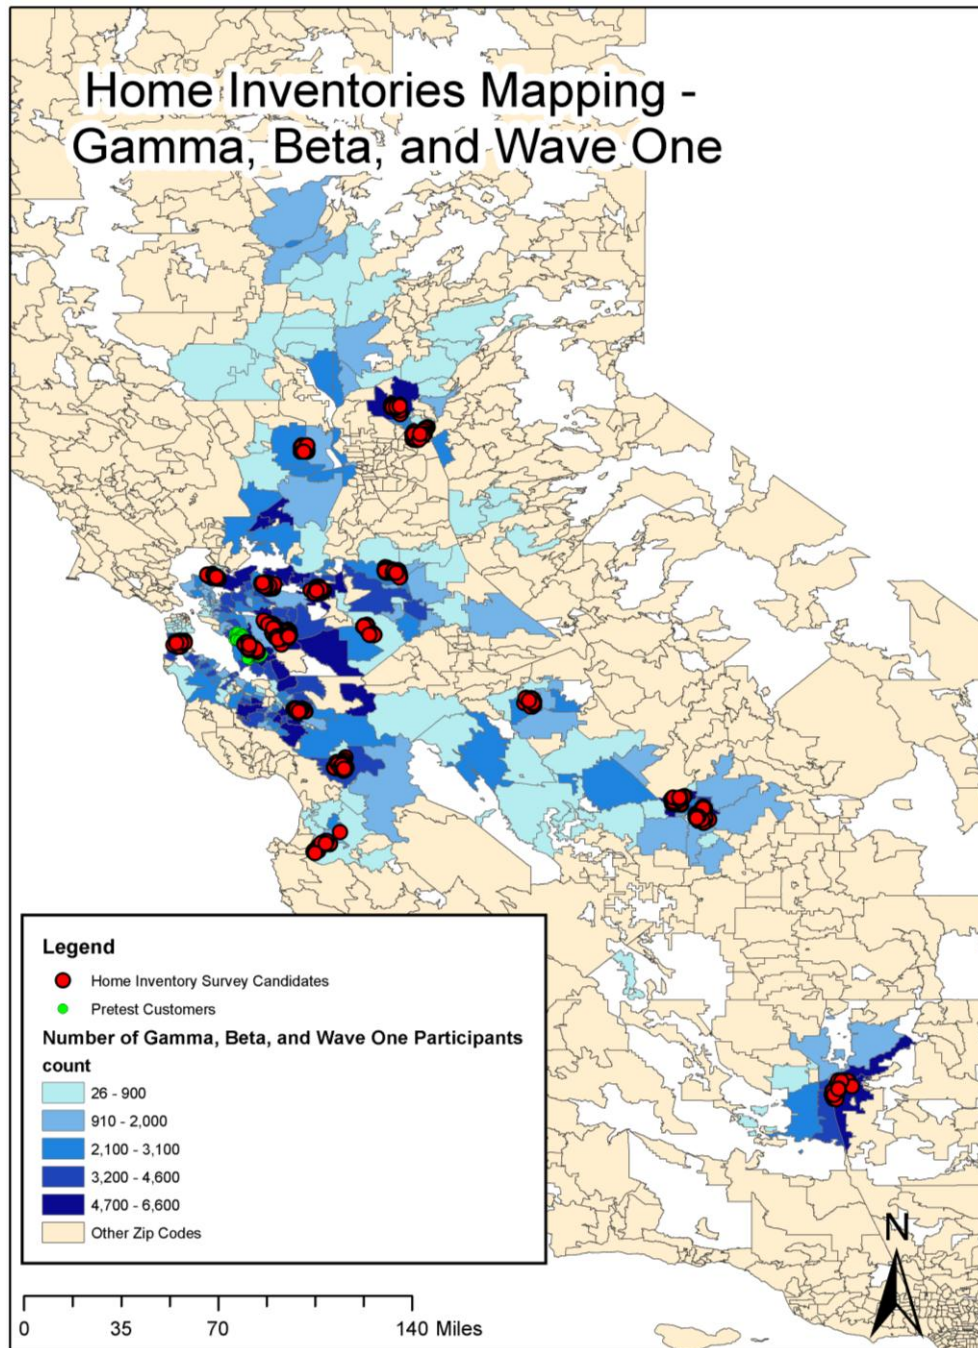 Home Inventories Mapping -
Gamma, Beta, and Wave One
Legend
Home Inventory Survey Candidates
Pretest Customers
Number of Gamma, Beta, and Wave One Participants
count
26 - 900
910 - 2,000
2,100 - 3,100
3,200 - 4,600
4,700 - 6,600
Other Zip Codes
N
0 35 70 140 Miles